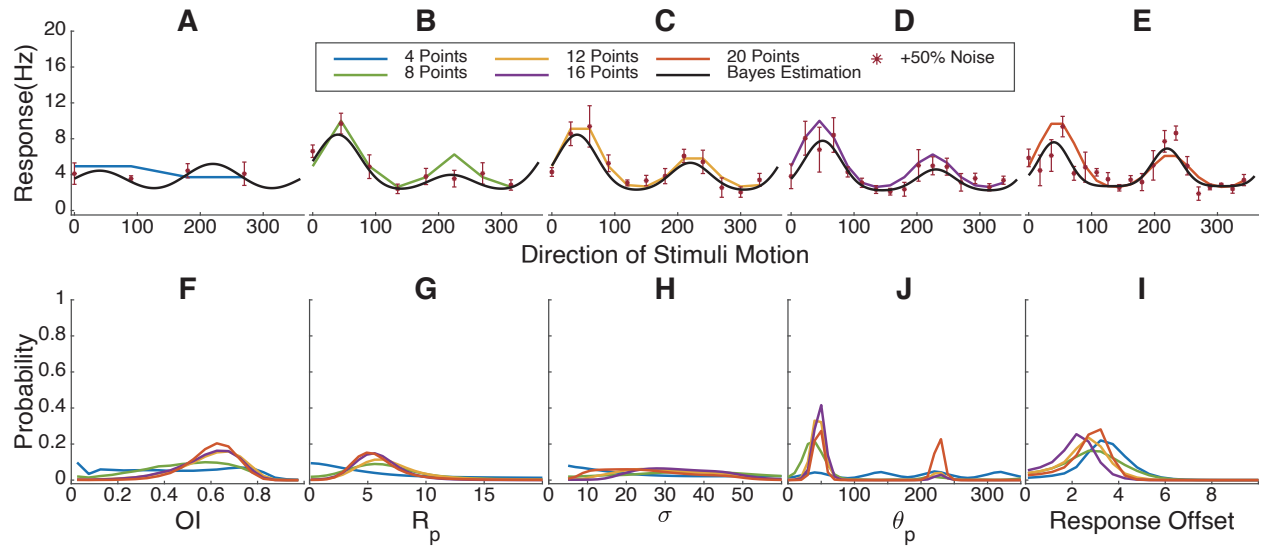 A B C D E
4 Points 12 Points 20 Points +50% Noise
8 Points 16 Points Bayes Estimation
Response(Hz)
20
16
12
8
4
0
0 100 200 300 0 100 200 300 0 100 200 300 0 100 200 300 0 100 200 300
Direction of Stimuli Motion
F G H J I
Probability
1
0.8
0.6
0.4
0.2
0
0 0.2 0.4 0.6 0.8 0 5 10 15 0 10 20 30 40 50 0 100 200 300 0 2 4 6 8
OI R_p σ θ_p Response Offset